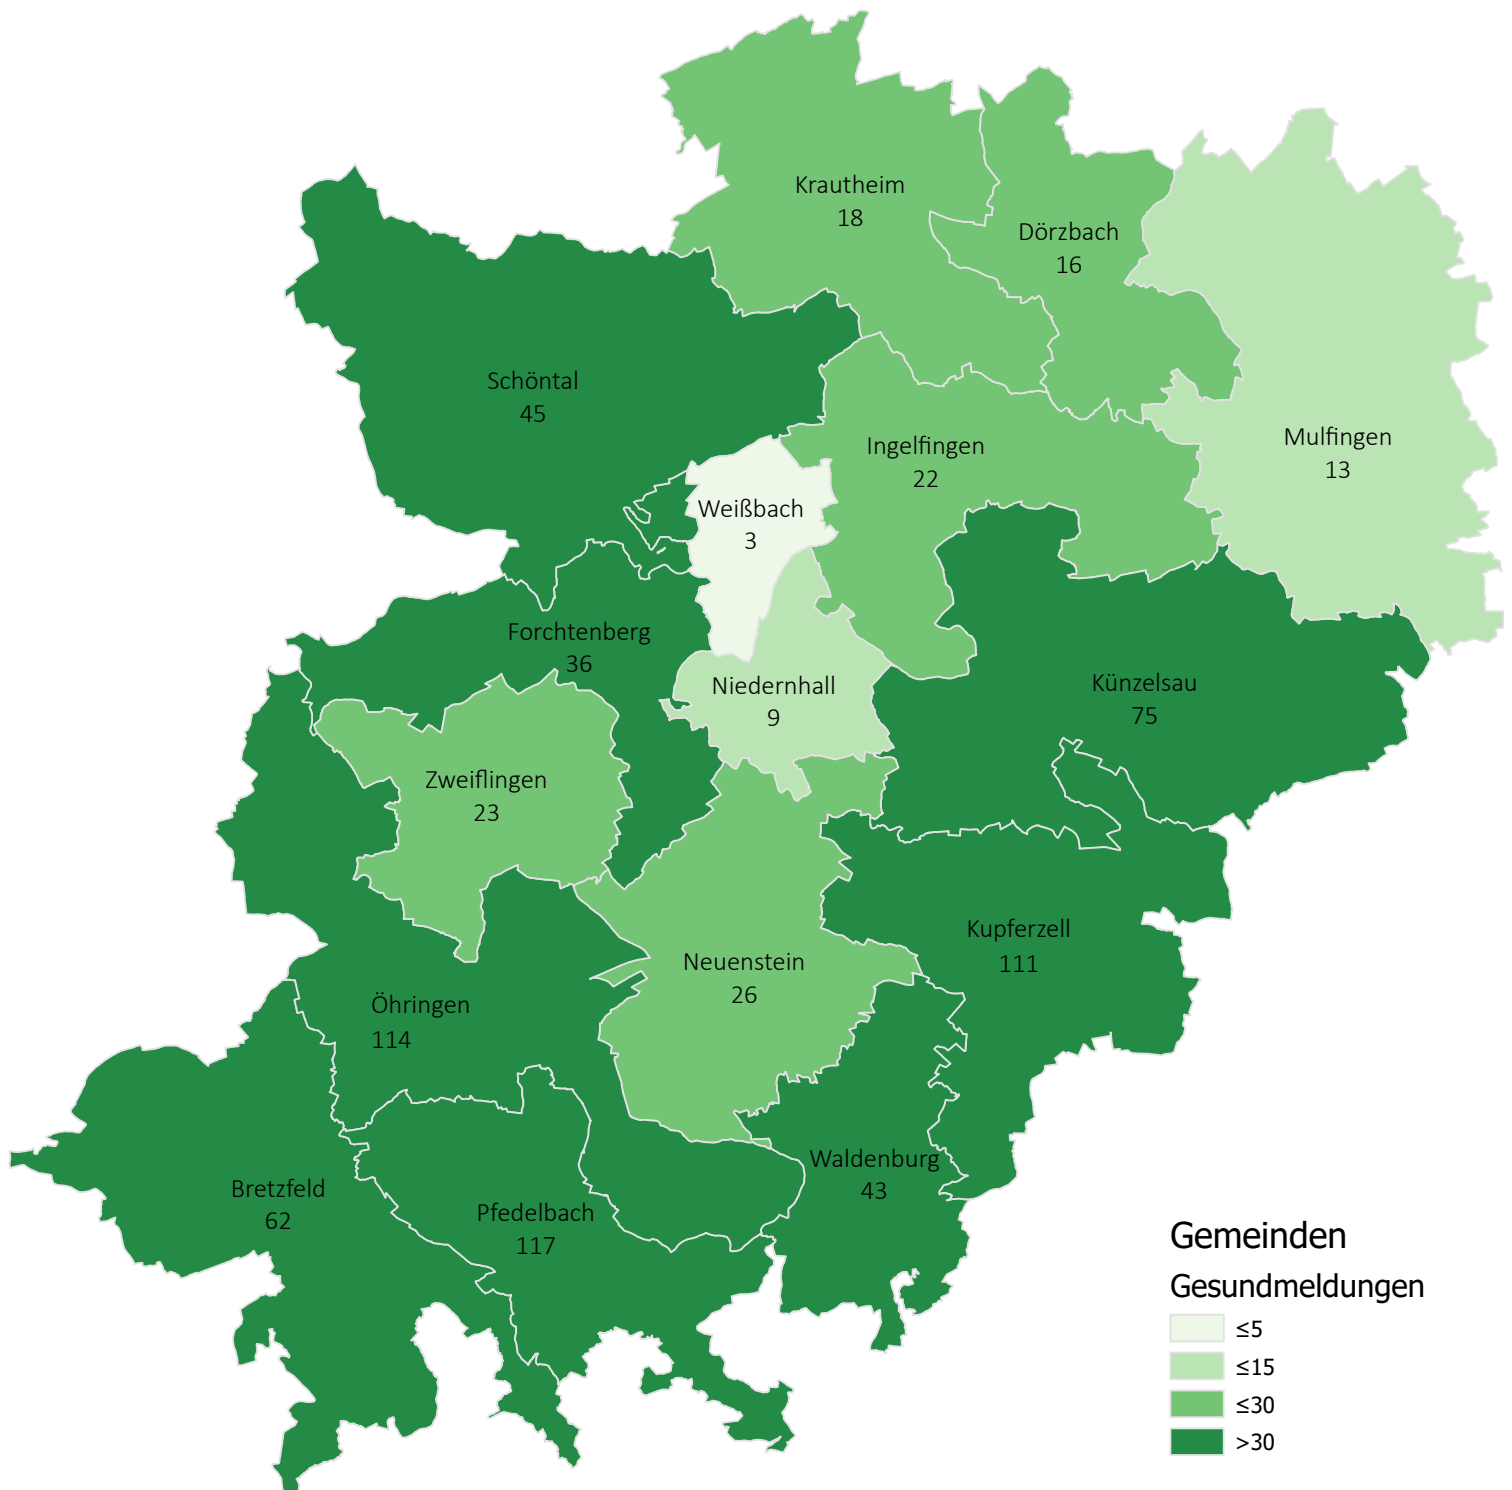 Krautheim
18
Dörzbach
16
Schöntal
45
Ingelfingen
22
Mulfingen
13
Weißbach
3
Forchtenberg
36
Niedernhall
9
Künzelsau
75
Zweiflingen
23
Kupferzell
111
Neuenstein
26
Öhringen
114
Waldenburg
43
Bretzfeld
62
Pfedelbach
117
Gemeinden
Gesundmeldungen
≤5
≤15
≤30
>30